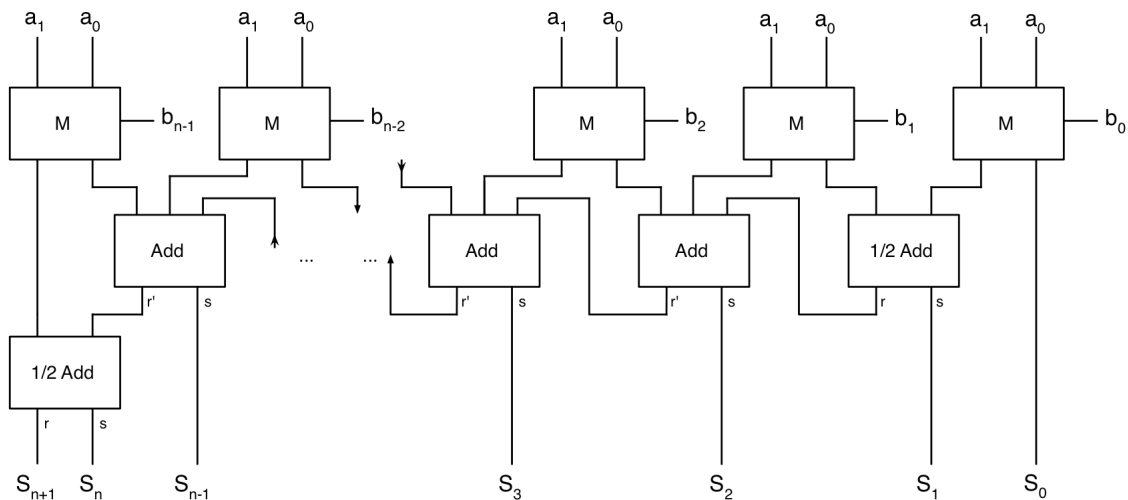 a1 a0 a1 a0 a1 a0 a1 a0 a1 a0
M bn-1 M bn-2 M b2 M b1 M b0
Add ... ... Add Add 1/2 Add
r' s r' s r' s r s
1/2 Add
r s
Sn+1 Sn Sn-1 S3 S2 S1 S0